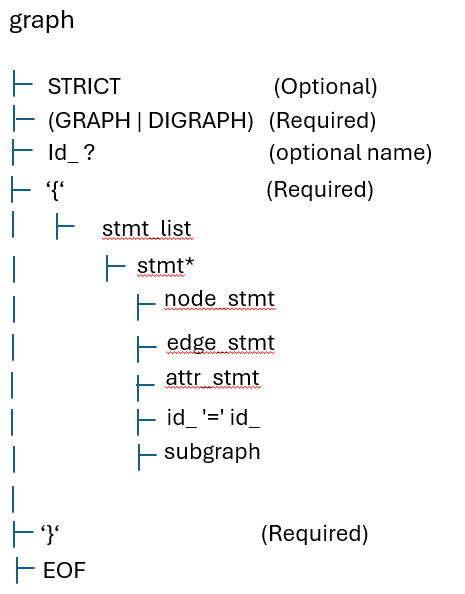 graph
STRICT (Optional)
(GRAPH | DIGRAPH) (Required)
Id_ ? (optional name)
‘{‘ (Required)
stmt_list
stmt*
node_stmt
edge_stmt
attr_stmt
id_ '=' id_
subgraph
‘}‘ (Required)
EOF